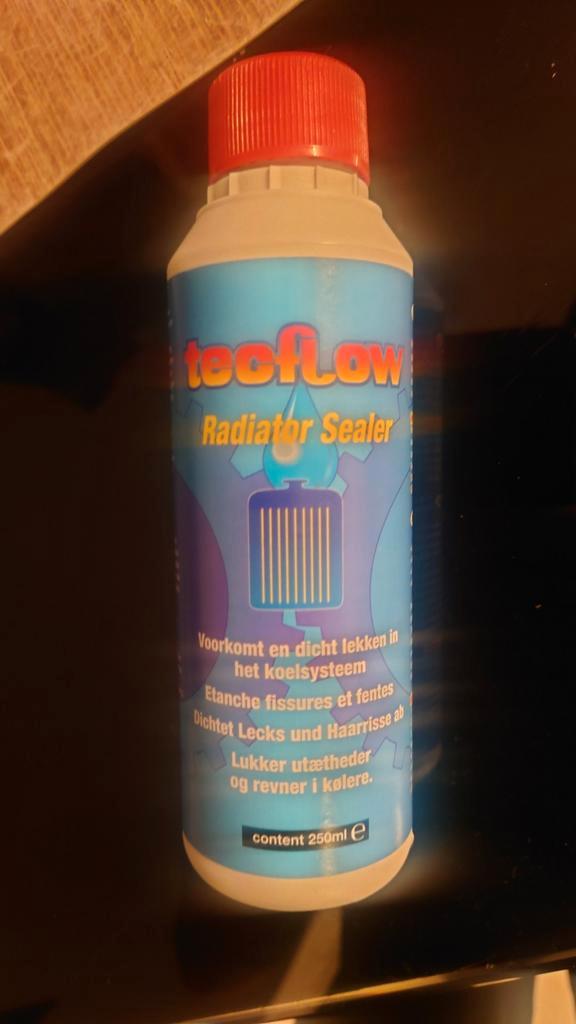 tecflow
Radiator Sealer
Voorkomt en dicht lekken in
het koelsysteem
Etanche fissures et fentes
Dichtet Lecks und Haarrisse ab
Lukker utætheder
og revner i kølere.
content 250ml ℮